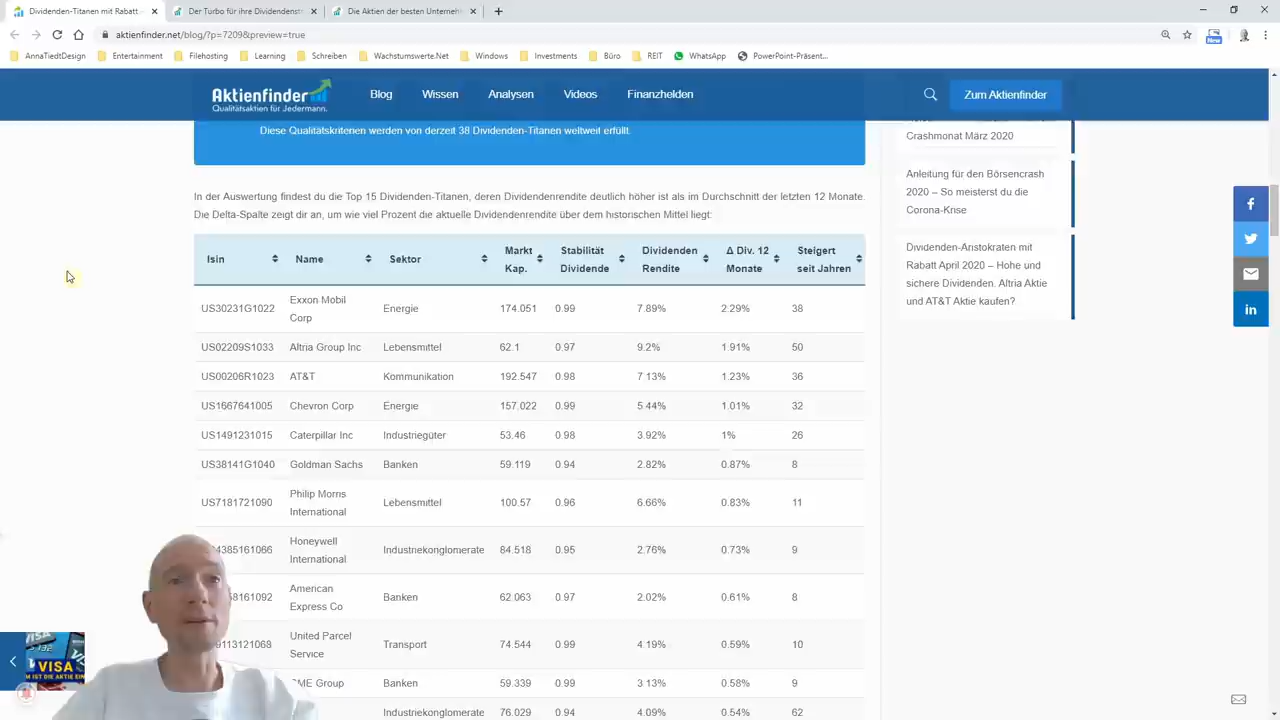 Dividenden-Titanen mit Rabatt -
Der Turbo für ihre Dividendenst
Die Aktien der besten Unterneh
aktienfinder.net/blog/?p=7209&preview=true
AnnaTiedtDesign
Entertainment
Filehosting
Learning
Schreiben
Wachstumswerte.Net
Windows
Investments
Büro
REIT
WhatsApp
PowerPoint-Präsent...
New
Aktienfinder
Qualitätsaktien für Jedermann.
Blog
Wissen
Analysen
Videos
Finanzhelden
Zum Aktienfinder
Diese Qualitätskriterien werden von derzeit 38 Dividenden-Titanen weltweit erfüllt.
In der Auswertung findest du die Top 15 Dividenden-Titanen, deren Dividendenrendite deutlich höher ist als im Durchschnitt der letzten 12 Monate.
Die Delta-Spalte zeigt dir an, um wie viel Prozent die aktuelle Dividendenrendite über dem historischen Mittel liegt:
Isin Name Sektor Markt Kap. Stabilität Dividende Dividenden Rendite Δ Div. 12 Monate Steigert seit Jahren
US30231G1022 Exxon Mobil Corp Energie 174.051 0.99 7.89% 2.29% 38
US02209S1033 Altria Group Inc Lebensmittel 62.1 0.97 9.2% 1.91% 50
US00206R1023 AT&T Kommunikation 192.547 0.98 7.13% 1.23% 36
US1667641005 Chevron Corp Energie 157.022 0.99 5.44% 1.01% 32
US1491231015 Caterpillar Inc Industriegüter 53.46 0.98 3.92% 1% 26
US38141G1040 Goldman Sachs Banken 59.119 0.94 2.82% 0.87% 8
US7181721090 Philip Morris International Lebensmittel 100.57 0.96 6.66% 0.83% 11
4385161066 Honeywell International Industriekonglomerate 84.518 0.95 2.76% 0.73% 9
8161092 American Express Co Banken 62.063 0.97 2.02% 0.61% 8
9113121068 United Parcel Service Transport 74.544 0.99 4.19% 0.59% 10
CME Group Banken 59.339 0.99 3.13% 0.58% 9
Industriekonglomerate 76.029 0.94 4.09% 0.54% 62
Crashmonat März 2020
Anleitung für den Börsencrash
2020 – So meisterst du die
Corona-Krise
Dividenden-Aristokraten mit
Rabatt April 2020 – Hohe und
sichere Dividenden. Altria Aktie
und AT&T Aktie kaufen?
VISA
VISA
M IST DIE AKTIE EIN